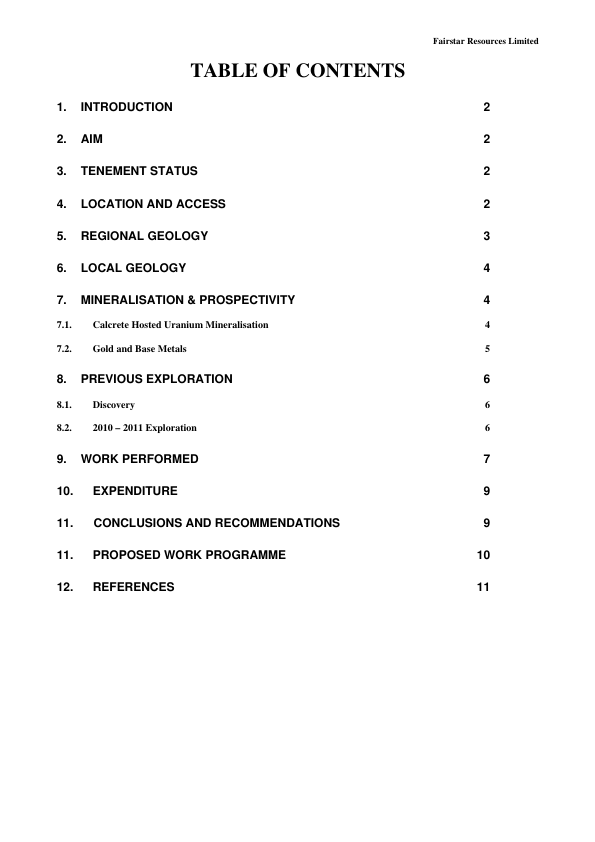 Fairstar Resources Limited
TABLE OF CONTENTS
1. INTRODUCTION 2
2. AIM 2
3. TENEMENT STATUS 2
4. LOCATION AND ACCESS 2
5. REGIONAL GEOLOGY 3
6. LOCAL GEOLOGY 4
7. MINERALISATION & PROSPECTIVITY 4
7.1. Calcrete Hosted Uranium Mineralisation 4
7.2. Gold and Base Metals 5
8. PREVIOUS EXPLORATION 6
8.1. Discovery 6
8.2. 2010 – 2011 Exploration 6
9. WORK PERFORMED 7
10. EXPENDITURE 9
11. CONCLUSIONS AND RECOMMENDATIONS 9
11. PROPOSED WORK PROGRAMME 10
12. REFERENCES 11